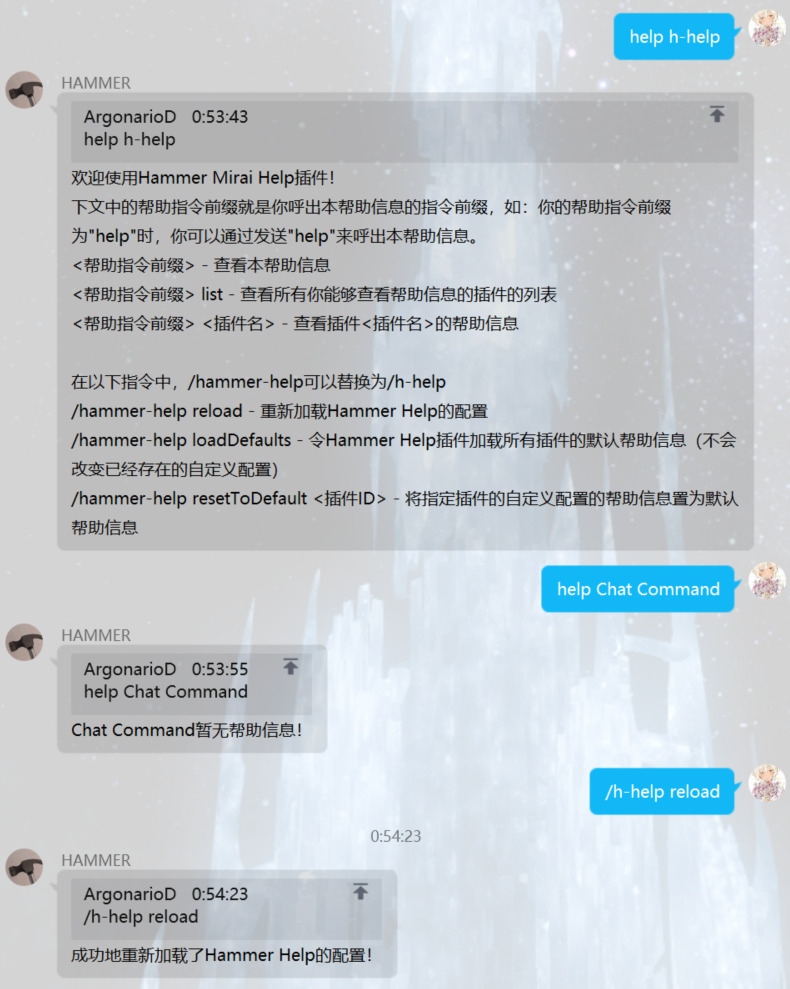 help h-help
HAMMER
ArgonarioD 0:53:43
help h-help
欢迎使用Hammer Mirai Help插件！
下文中的帮助指令前缀就是你呼出本帮助信息的指令前缀，如：你的帮助指令前缀
为"help"时，你可以通过发送"help"来呼出本帮助信息。
<帮助指令前缀> - 查看本帮助信息
<帮助指令前缀> list - 查看所有你能够查看帮助信息的插件的列表
<帮助指令前缀> <插件名> - 查看插件<插件名>的帮助信息
在以下指令中，/hammer-help可以替换为/h-help
/hammer-help reload - 重新加载Hammer Help的配置
/hammer-help loadDefaults - 令Hammer Help插件加载所有插件的默认帮助信息（不会
改变已经存在的自定义配置）
/hammer-help resetToDefault <插件ID> - 将指定插件的自定义配置的帮助信息置为默认
帮助信息
help Chat Command
HAMMER
ArgonarioD 0:53:55
help Chat Command
Chat Command暂无帮助信息！
/h-help reload
0:54:23
HAMMER
ArgonarioD 0:54:23
/h-help reload
成功地重新加载了Hammer Help的配置！